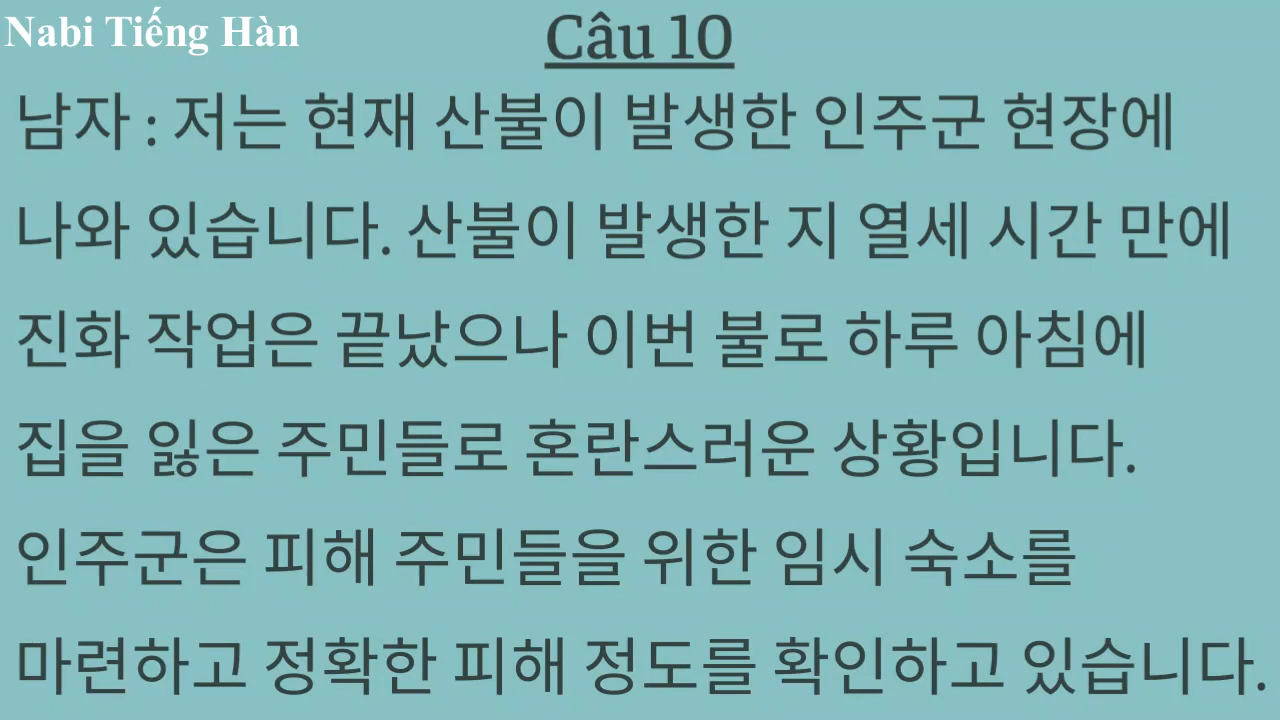 Nabi Tiếng Hàn
Câu 10
남자 : 저는 현재 산불이 발생한 인주군 현장에
나와 있습니다. 산불이 발생한 지 열세 시간 만에
진화 작업은 끝났으나 이번 불로 하루 아침에
집을 잃은 주민들로 혼란스러운 상황입니다.
인주군은 피해 주민들을 위한 임시 숙소를
마련하고 정확한 피해 정도를 확인하고 있습니다.